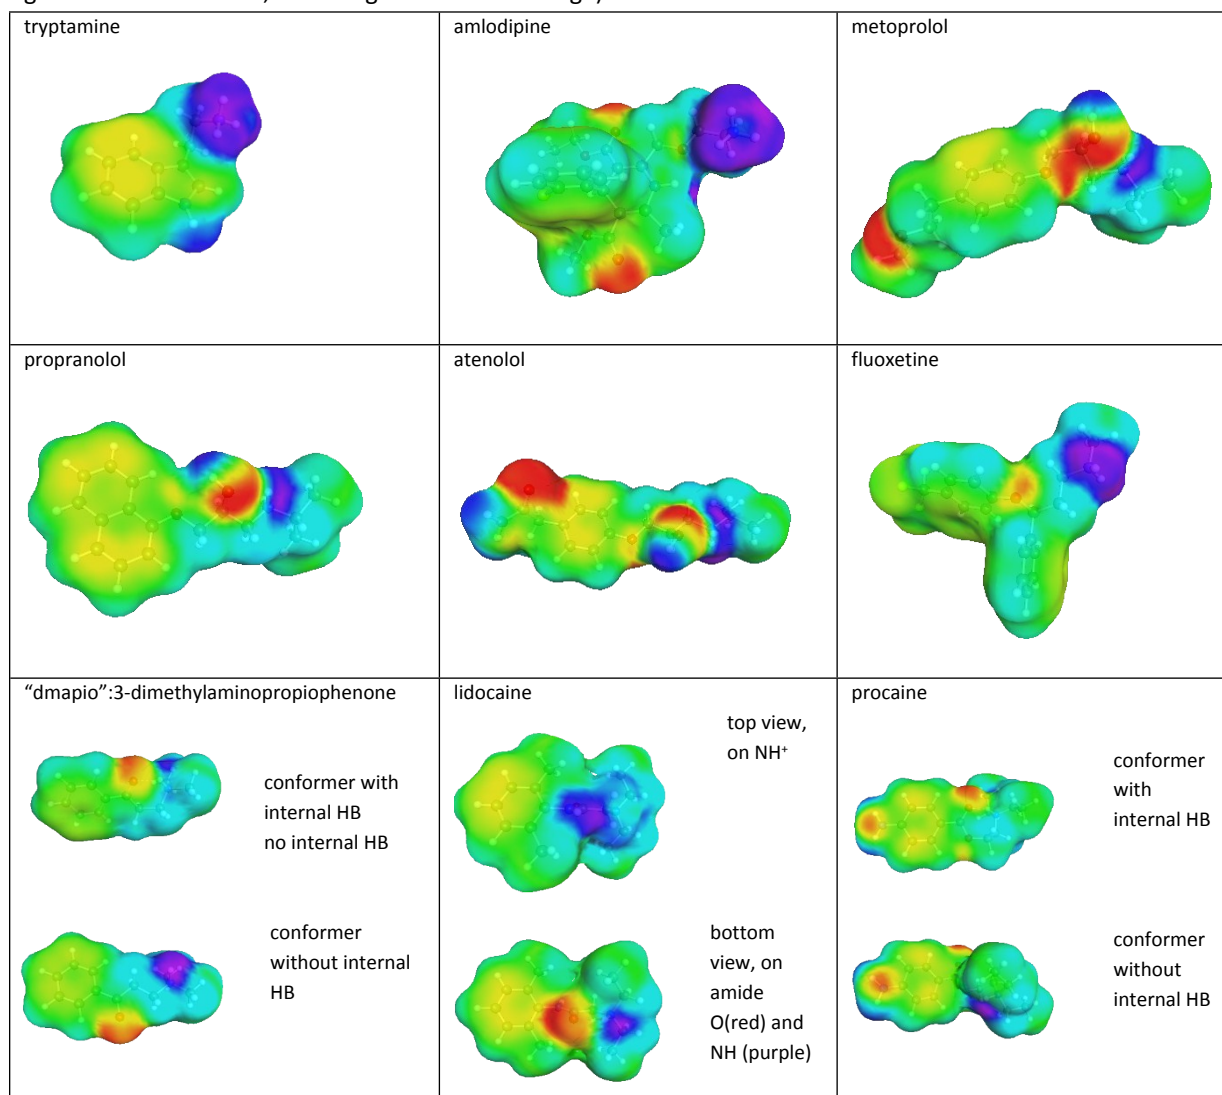 tryptamine
amlodipine
metoprolol
propranolol
atenolol
fluoxetine
“dmapio”:3-dimethylaminopropiophenone
conformer with
internal HB
no internal HB
conformer
without internal
HB
lidocaine
top view,
on NH⁺
bottom
view, on
amide
O(red) and
NH (purple)
procaine
conformer
with
internal HB
conformer
without
internal HB